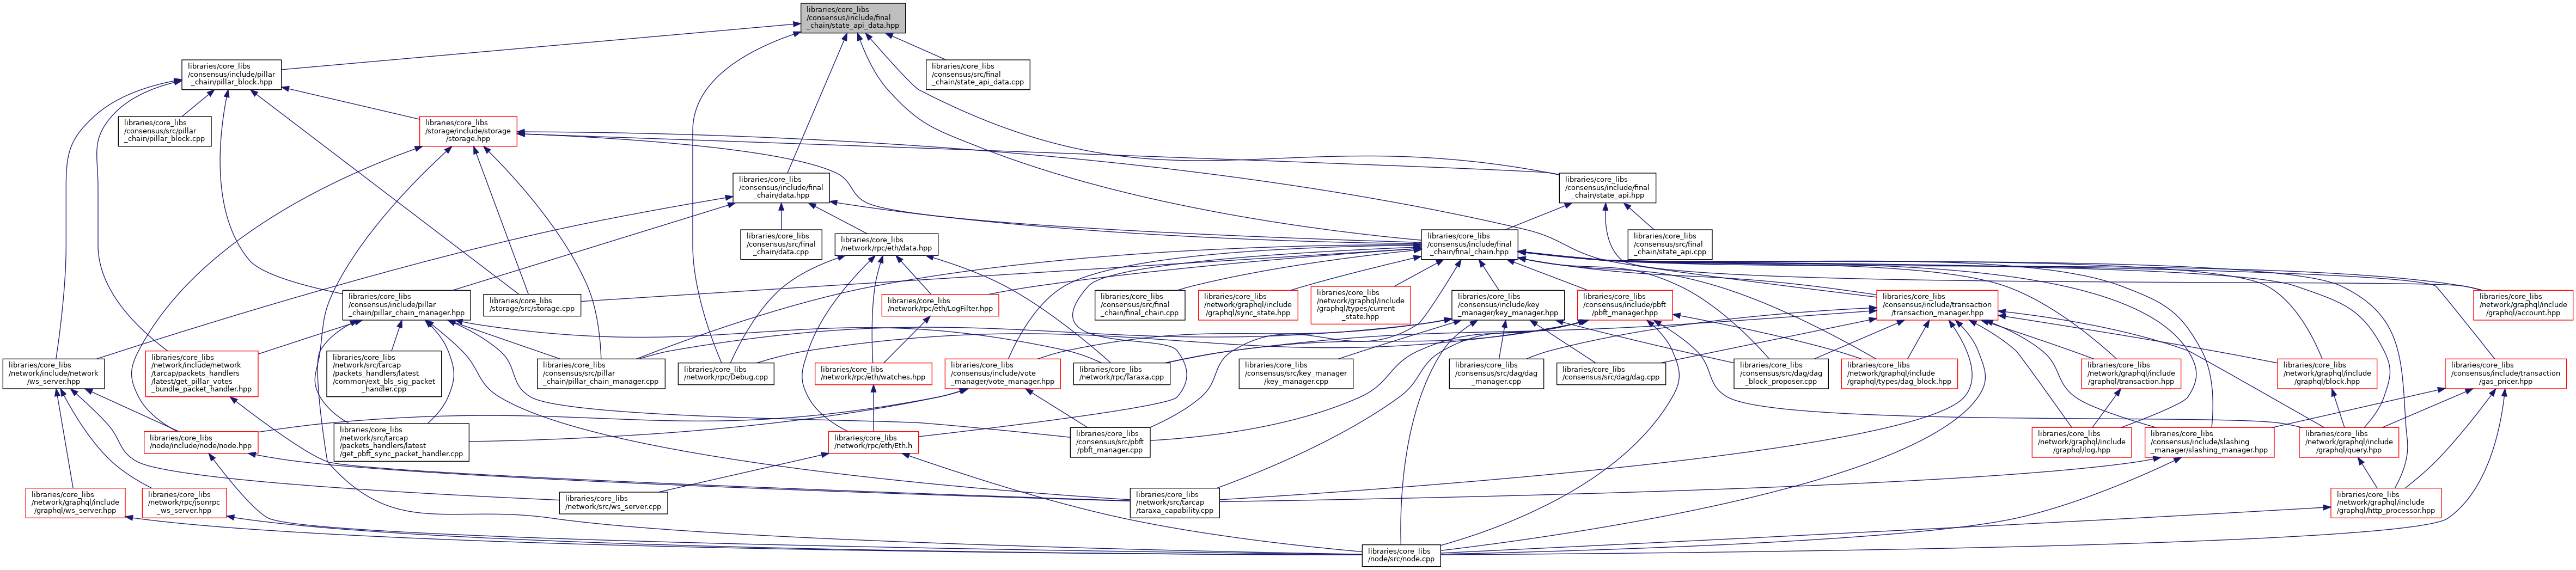 libraries/core_libs
/consensus/include/final
_chain/state_api_data.hpp
libraries/core_libs
/consensus/include/pillar
_chain/pillar_block.hpp
libraries/core_libs
/consensus/src/final
_chain/state_api_data.cpp
libraries/core_libs
/consensus/src/pillar
_chain/pillar_block.cpp
libraries/core_libs
/storage/include/storage
/storage.hpp
libraries/core_libs
/consensus/include/final
_chain/data.hpp
libraries/core_libs
/consensus/include/final
_chain/state_api.hpp
libraries/core_libs
/consensus/src/final
_chain/data.cpp
libraries/core_libs
/network/rpc/eth/data.hpp
libraries/core_libs
/consensus/include/final
_chain/final_chain.hpp
libraries/core_libs
/consensus/src/final
_chain/state_api.cpp
libraries/core_libs
/consensus/include/pillar
_chain/pillar_chain_manager.hpp
libraries/core_libs
/storage/src/storage.cpp
libraries/core_libs
/network/rpc/eth/LogFilter.hpp
libraries/core_libs
/consensus/src/final
_chain/final_chain.cpp
libraries/core_libs
/network/graphql/include
/graphql/sync_state.hpp
libraries/core_libs
/network/graphql/include
/graphql/types/current
_state.hpp
libraries/core_libs
/consensus/include/key
_manager/key_manager.hpp
libraries/core_libs
/consensus/include/pbft
/pbft_manager.hpp
libraries/core_libs
/consensus/include/transaction
/transaction_manager.hpp
libraries/core_libs
/network/graphql/include
/graphql/account.hpp
libraries/core_libs
/network/include/network
/ws_server.hpp
libraries/core_libs
/network/include/network
/tarcap/packets_handlers
/latest/get_pillar_votes
_bundle_packet_handler.hpp
libraries/core_libs
/network/src/tarcap
/packets_handlers/latest
/common/ext_bls_sig_packet
_handler.cpp
libraries/core_libs
/consensus/src/pillar
_chain/pillar_chain_manager.cpp
libraries/core_libs
/network/rpc/Debug.cpp
libraries/core_libs
/network/rpc/eth/watches.hpp
libraries/core_libs
/consensus/include/vote
_manager/vote_manager.hpp
libraries/core_libs
/network/rpc/Taraxa.cpp
libraries/core_libs
/consensus/src/key_manager
/key_manager.cpp
libraries/core_libs
/consensus/src/dag/dag
_manager.cpp
libraries/core_libs
/consensus/src/dag/dag.cpp
libraries/core_libs
/consensus/src/dag/dag
_block_proposer.cpp
libraries/core_libs
/network/graphql/include
/graphql/types/dag_block.hpp
libraries/core_libs
/network/graphql/include
/graphql/transaction.hpp
libraries/core_libs
/network/graphql/include
/graphql/block.hpp
libraries/core_libs
/consensus/include/transaction
/gas_pricer.hpp
libraries/core_libs
/node/include/node/node.hpp
libraries/core_libs
/network/src/tarcap
/packets_handlers/latest
/get_pbft_sync_packet_handler.cpp
libraries/core_libs
/network/rpc/eth/Eth.h
libraries/core_libs
/consensus/src/pbft
/pbft_manager.cpp
libraries/core_libs
/network/graphql/include
/graphql/log.hpp
libraries/core_libs
/consensus/include/slashing
_manager/slashing_manager.hpp
libraries/core_libs
/network/graphql/include
/graphql/query.hpp
libraries/core_libs
/network/graphql/include
/graphql/ws_server.hpp
libraries/core_libs
/network/rpc/jsonrpc
_ws_server.hpp
libraries/core_libs
/network/src/ws_server.cpp
libraries/core_libs
/network/src/tarcap
/taraxa_capability.cpp
libraries/core_libs
/network/graphql/include
/graphql/http_processor.hpp
libraries/core_libs
/node/src/node.cpp